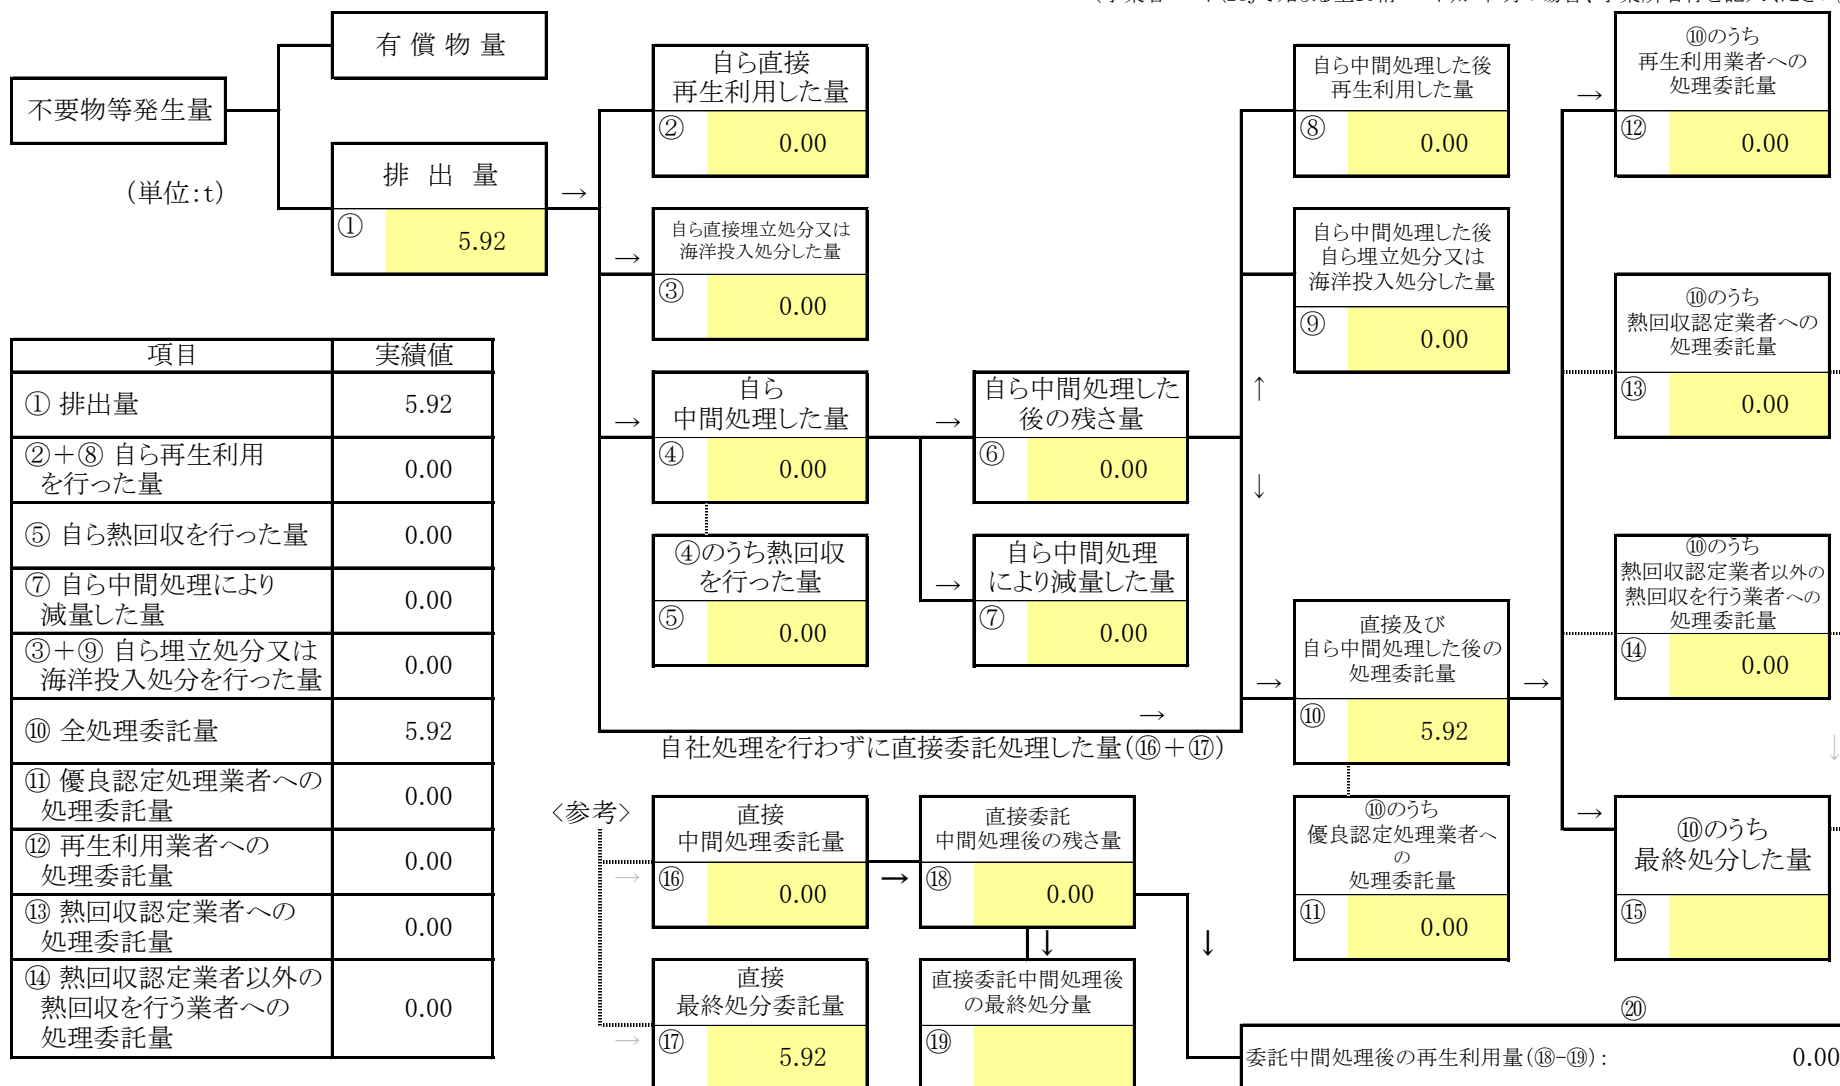 有 償 物 量
不要物等発生量
(単位:t)
排 出 量
①
5.92
→
自ら直接
再生利用した量
②
0.00
→
自ら直接埋立処分又は
海洋投入処分した量
③
0.00
→
自ら
中間処理した量
④
0.00
④のうち熱回収
を行った量
⑤
0.00
→
自ら中間処理した
後の残さ量
⑥
0.00
→
自ら中間処理
により減量した量
⑦
0.00
↑
↓
自ら中間処理した後
再生利用した量
⑧
0.00
自ら中間処理した後
自ら埋立処分又は
海洋投入処分した量
⑨
0.00
→
自社処理を行わずに直接委託処理した量(⑯+⑰)
→
直接及び
自ら中間処理した後の
処理委託量
⑩
5.92
→
⑩のうち
優良認定処理業者へ
の
処理委託量
⑪
0.00
→
⑩のうち
再生利用業者への
処理委託量
⑫
0.00
⑩のうち
熱回収認定業者への
処理委託量
⑬
0.00
⑩のうち
熱回収認定業者以外の
熱回収を行う業者への
処理委託量
⑭
0.00
↓
→
⑩のうち
最終処分した量
⑮
項目 実績値
① 排出量 5.92
②+⑧ 自ら再生利用
を行った量 0.00
⑤ 自ら熱回収を行った量 0.00
⑦ 自ら中間処理により
減量した量 0.00
③+⑨ 自ら埋立処分又は
海洋投入処分を行った量 0.00
⑩ 全処理委託量 5.92
⑪ 優良認定処理業者への
処理委託量 0.00
⑫ 再生利用業者への
処理委託量 0.00
⑬ 熱回収認定業者への
処理委託量 0.00
⑭ 熱回収認定業者以外の
熱回収を行う業者への
処理委託量 0.00
<参考>
→
直接
中間処理委託量
⑯
0.00
→
直接委託
中間処理後の残さ量
⑱
0.00
↓
↓
→
直接
最終処分委託量
⑰
5.92
直接委託中間処理後
の最終処分量
⑲
⑳
委託中間処理後の再生利用量(⑱-⑲): 0.00